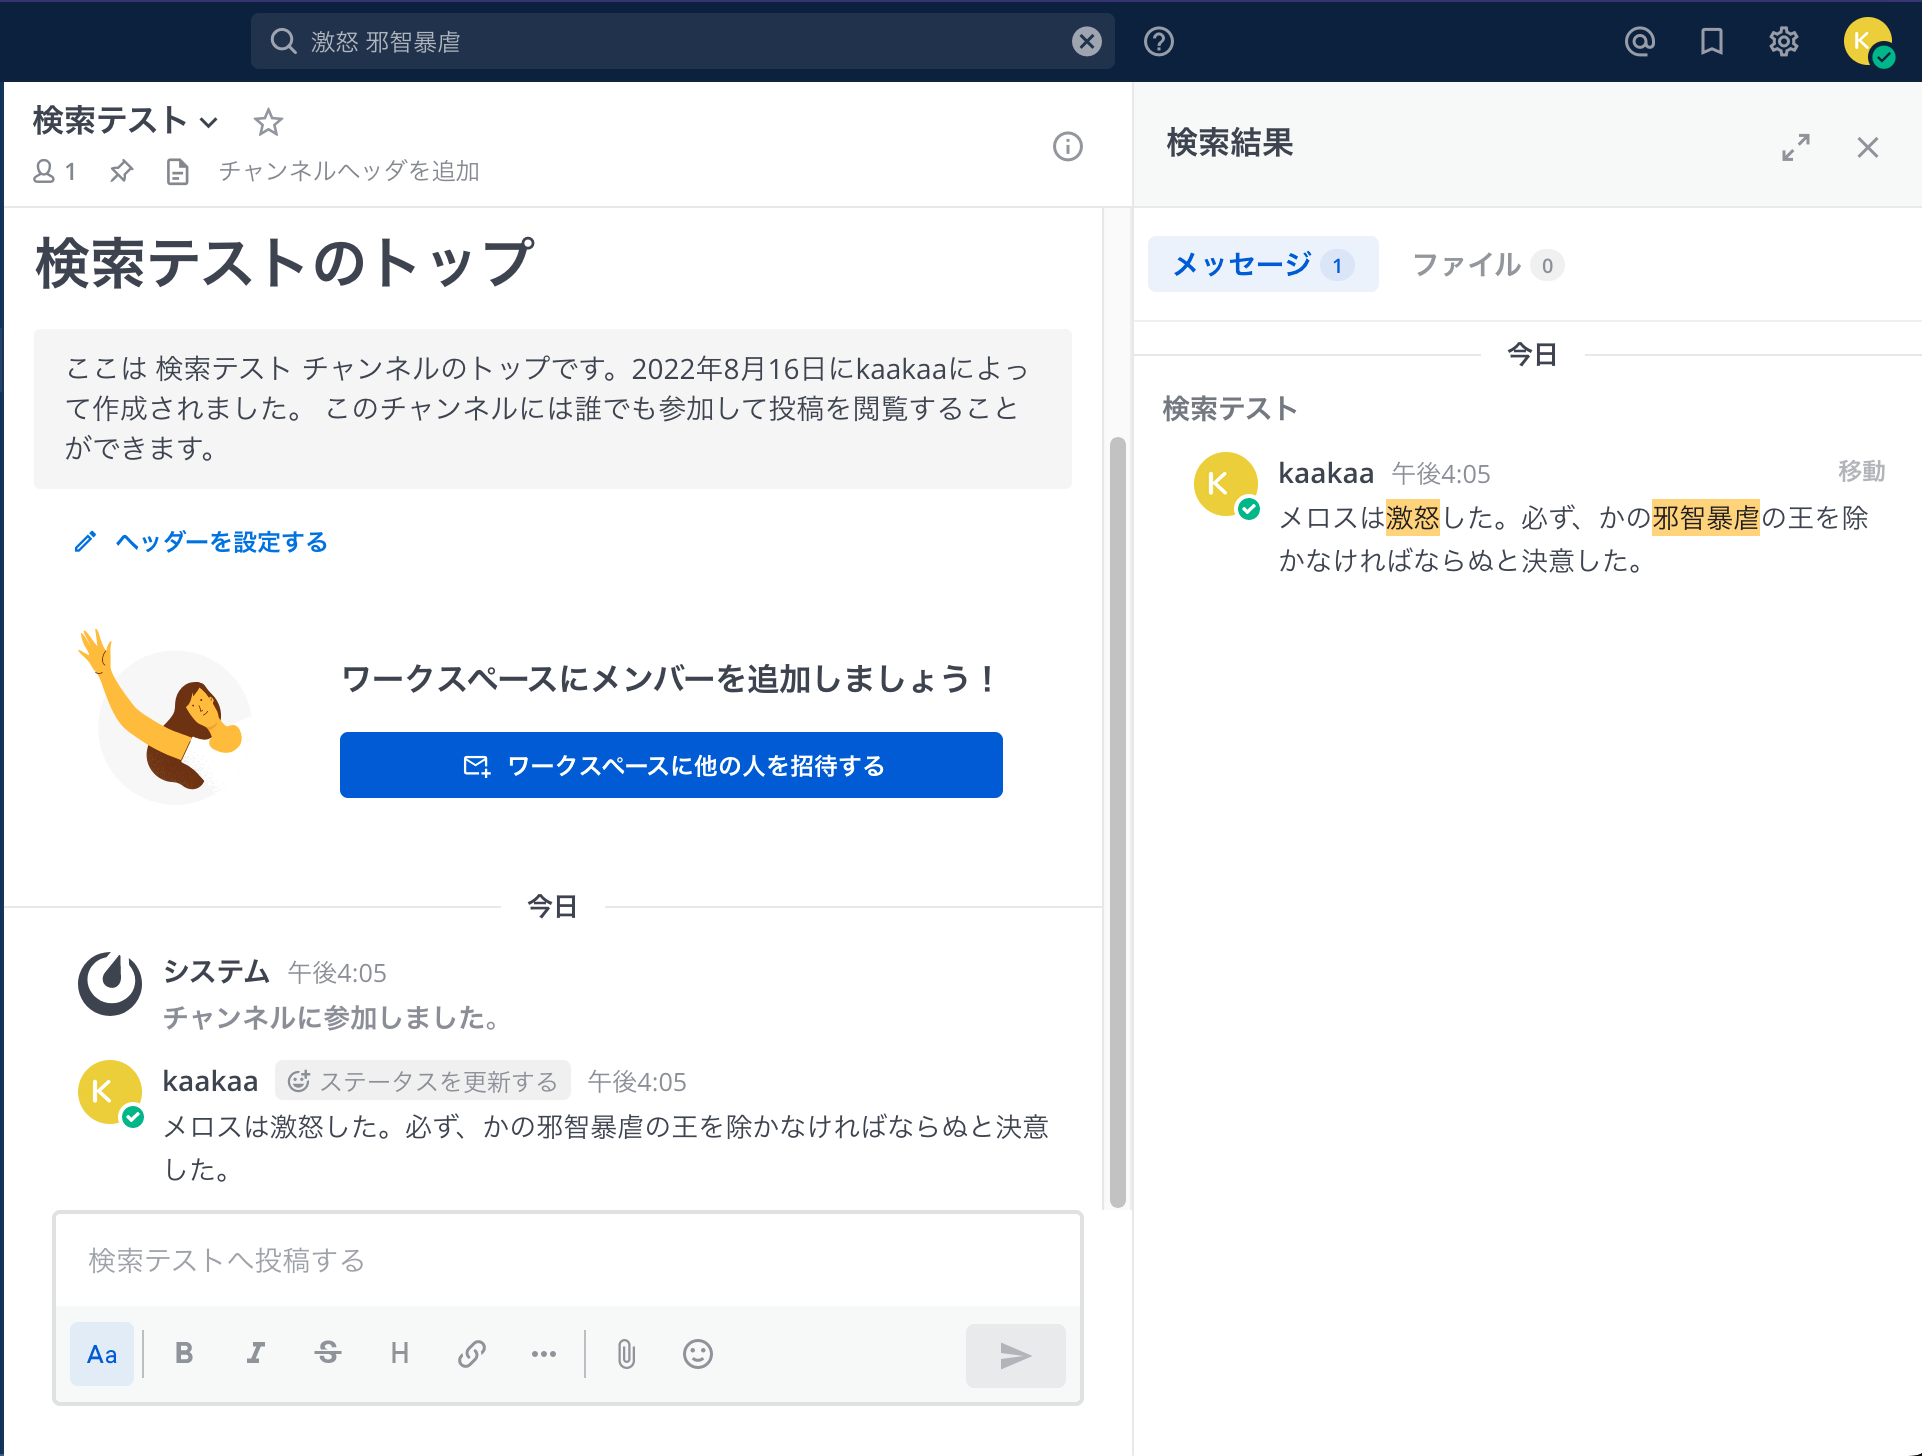 激怒 邪智暴虐
K
検索テスト
1
チャンネルヘッダを追加
検索テストのトップ
ここは 検索テスト チャンネルのトップです。2022年8月16日にkaakaaによっ
て作成されました。 このチャンネルには誰でも参加して投稿を閲覧すること
ができます。
ヘッダーを設定する
ワークスペースにメンバーを追加しましょう！
ワークスペースに他の人を招待する
今日
システム 午後4:05
チャンネルに参加しました。
K
kaakaa ステータスを更新する 午後4:05
メロスは激怒した。必ず、かの邪智暴虐の王を除かなければならぬと決意
した。
検索テストへ投稿する
Aa B I S H
検索結果
メッセージ 1 ファイル 0
今日
検索テスト
K
kaakaa 午後4:05 移動
メロスは激怒した。必ず、かの邪智暴虐の王を除
かなければならぬと決意した。